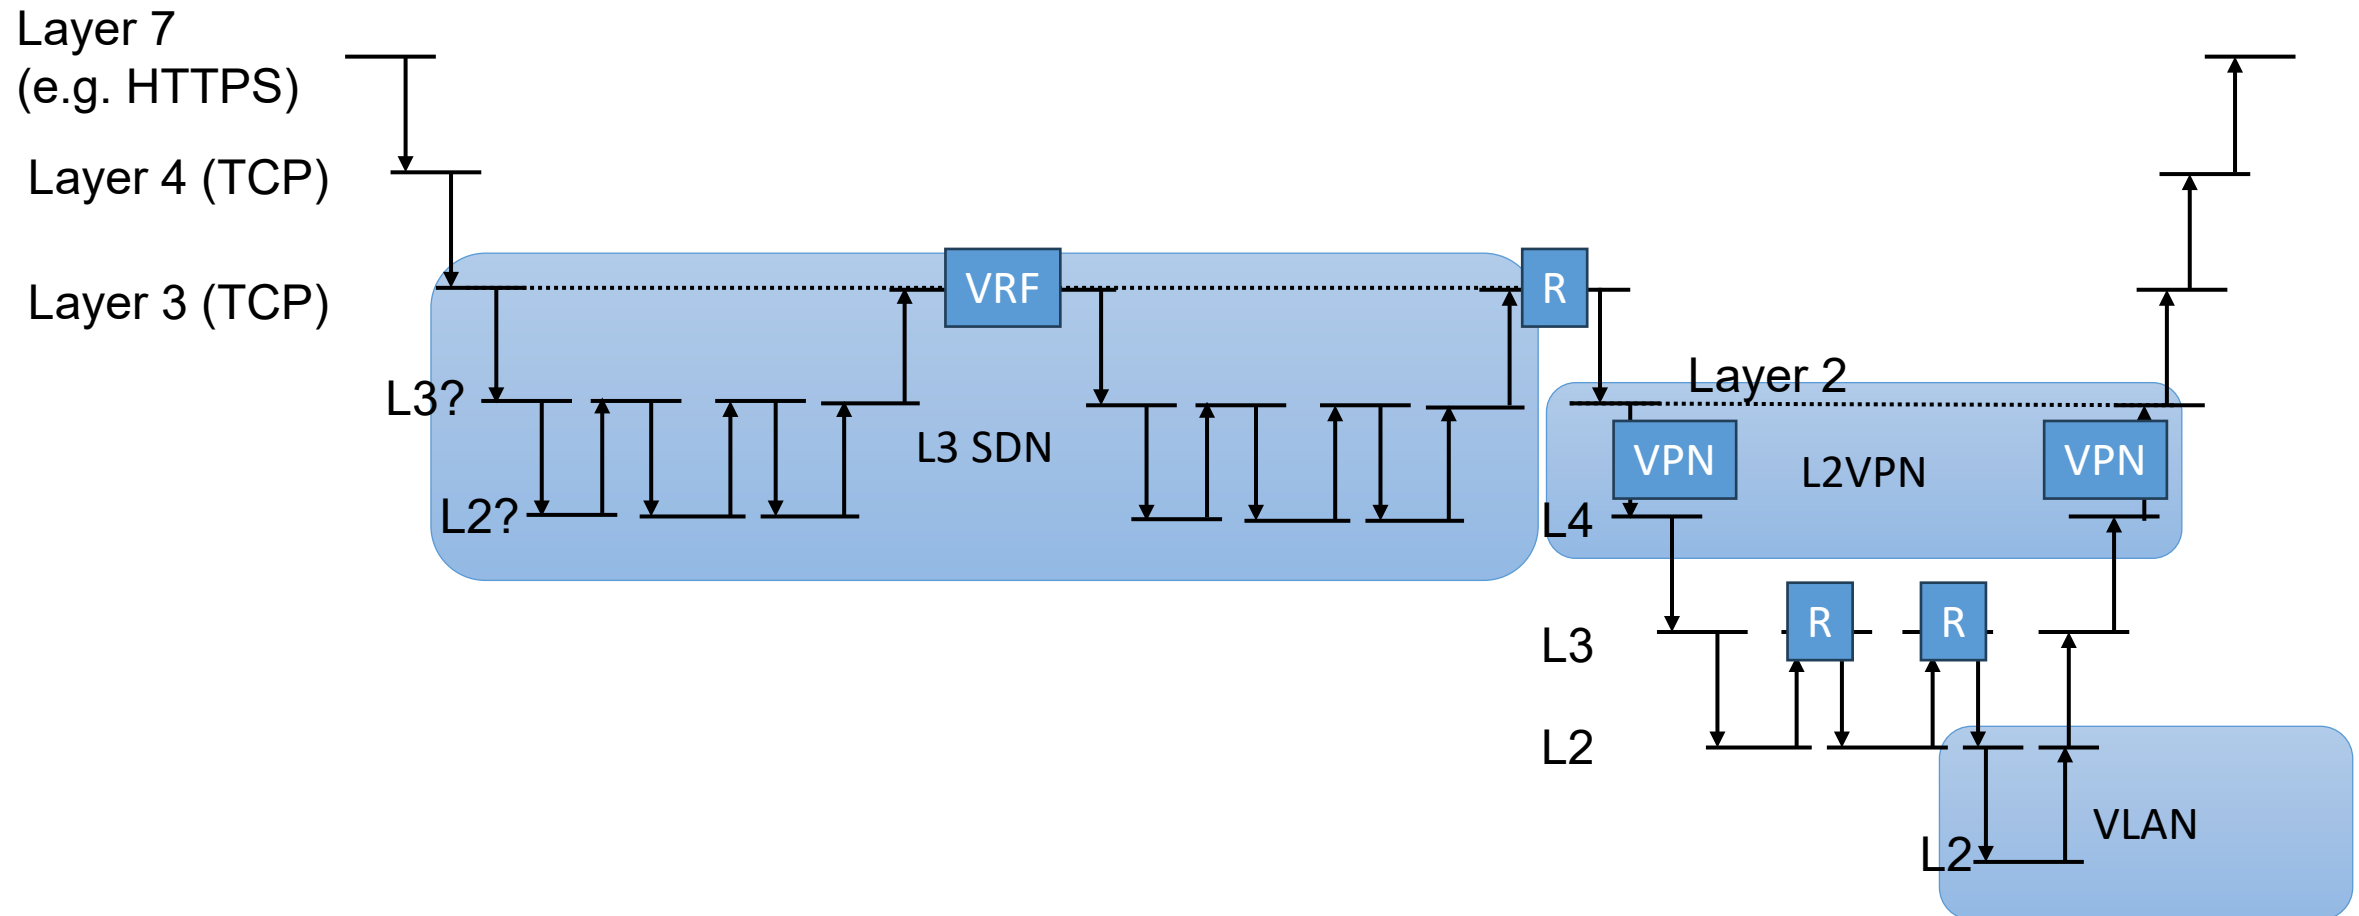 Layer 7
(e.g. HTTPS)
Layer 4 (TCP)
Layer 3 (TCP)
VRF
R
L3?
L3 SDN
L2?
Layer 2
VPN
L2VPN
VPN
L4
R
R
L3
L2
VLAN
L2